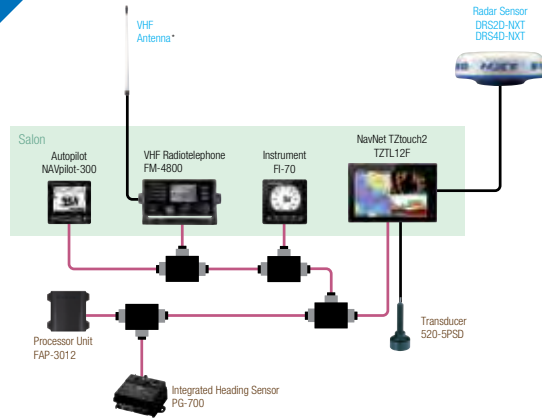 VHF
Antenna*
Radar Sensor
DRS2D-NXT
DRS4D-NXT
Salon
Autopilot
NAVpilot-300
VHF Radiotelephone
FM-4800
Instrument
FI-70
NavNet TZtouch2
TZTL12F
Transducer
520-5PSD
Processor Unit
FAP-3012
Integrated Heading Sensor
PG-700